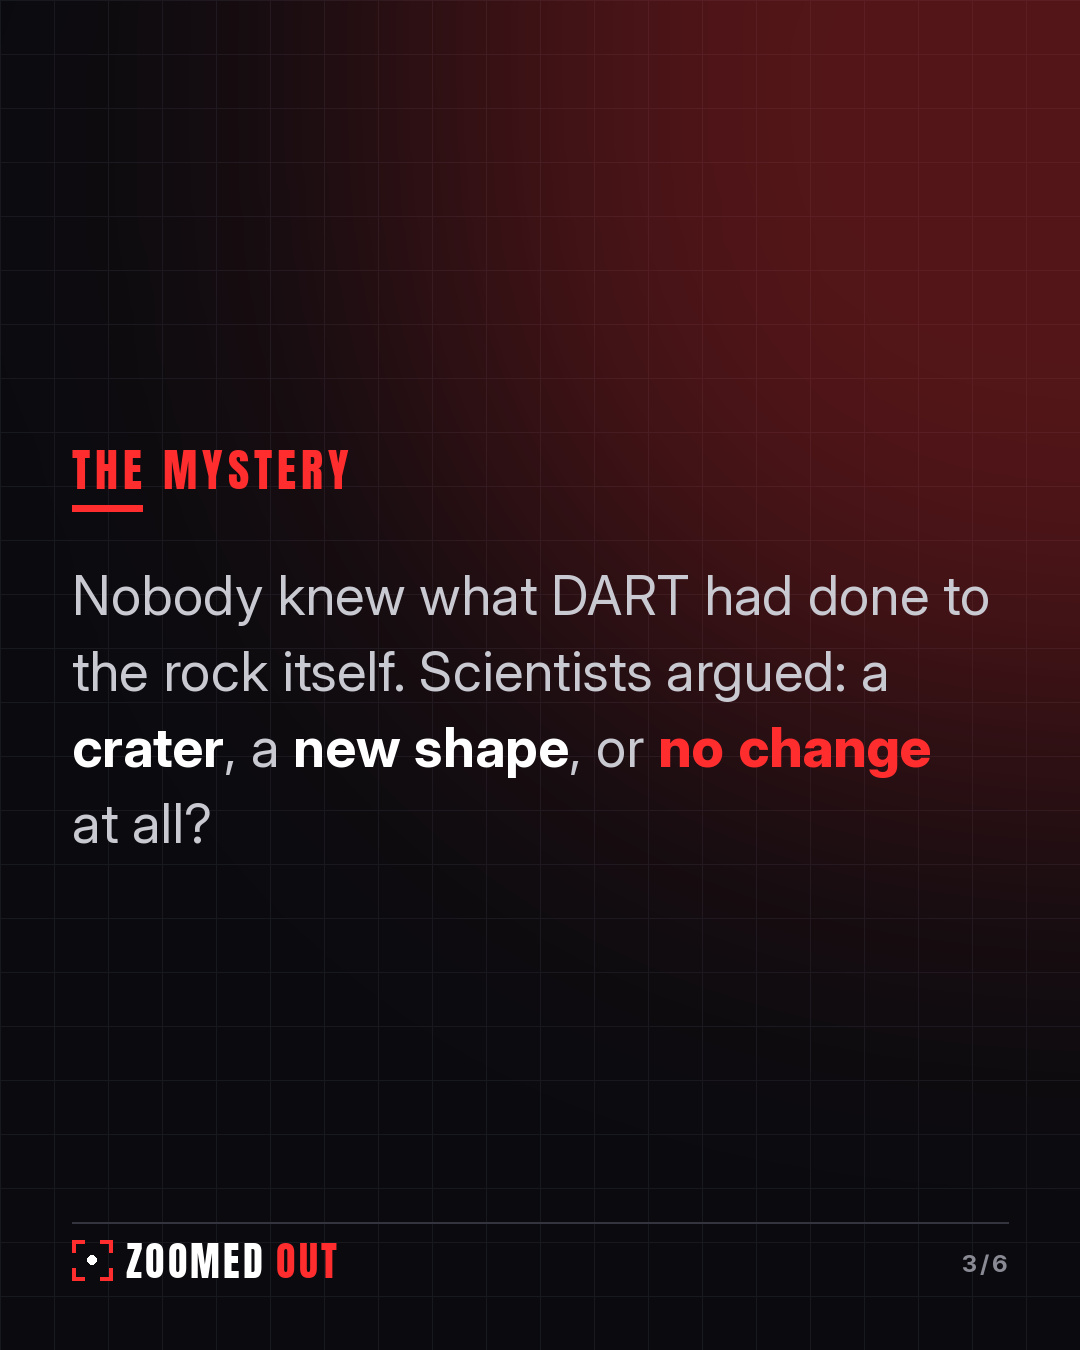 THE MYSTERY
Nobody knew what DART had done to
the rock itself. Scientists argued: a
crater, a new shape, or no change
at all?
ZOOMED OUT
3/6